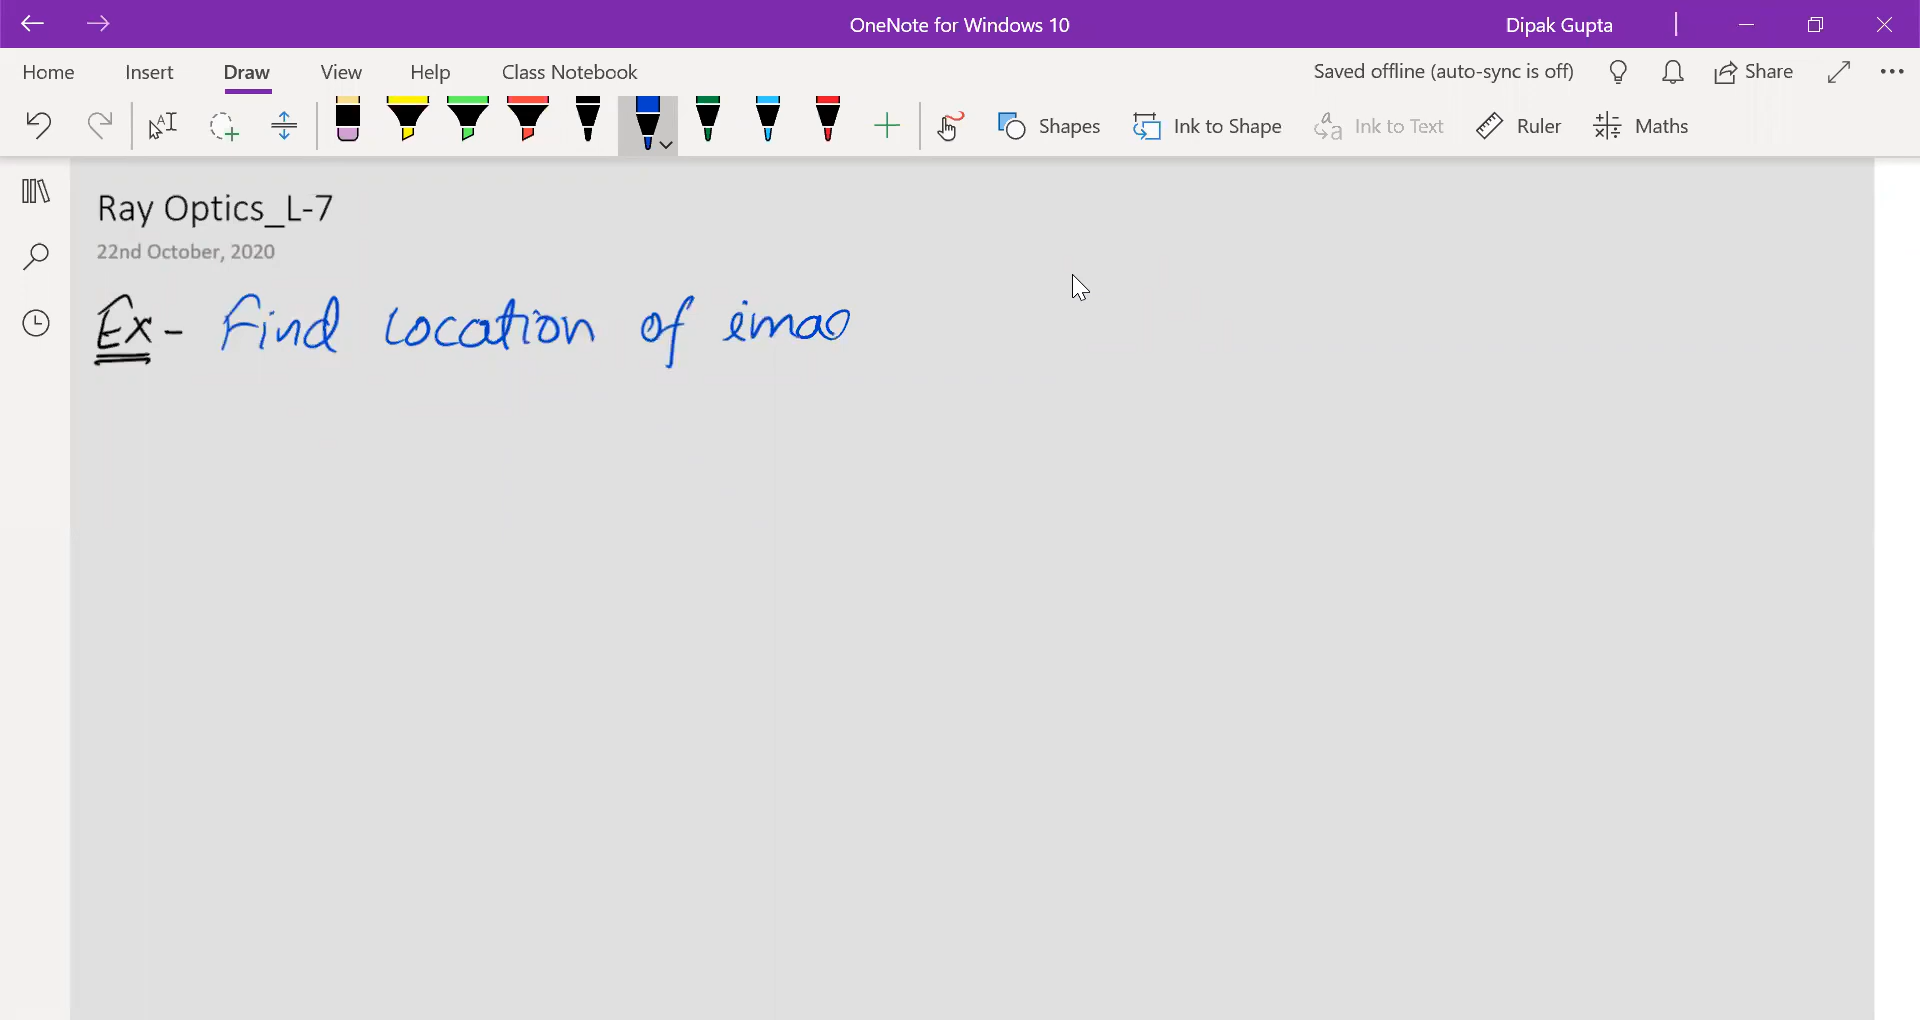 OneNote for Windows 10
Dipak Gupta
Home Insert Draw View Help Class Notebook
Saved offline (auto-sync is off) Share
Shapes Ink to Shape Ink to Text Ruler Maths
Ray Optics_L-7
22nd October, 2020
Ex- Find Location of imag